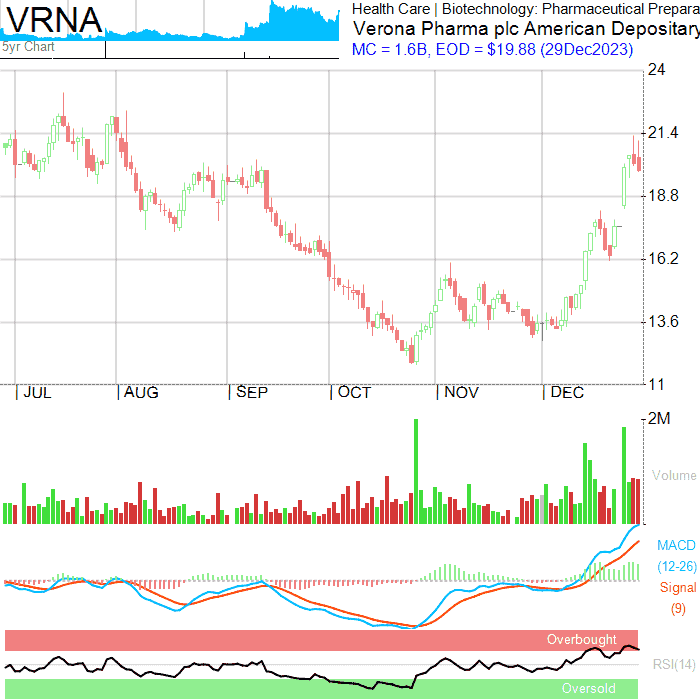 VRNA
Health Care | Biotechnology: Pharmaceutical Prepara
Verona Pharma plc American Depositary
5yr Chart
MC = 1.6B, EOD = $19.88 (29Dec2023)
24
21.4
18.8
16.2
13.6
11
| JUL | AUG | SEP | OCT | NOV | DEC
2M
Volume
MACD
(12-26)
Signal
(9)
Overbought
RSI(14)
Oversold